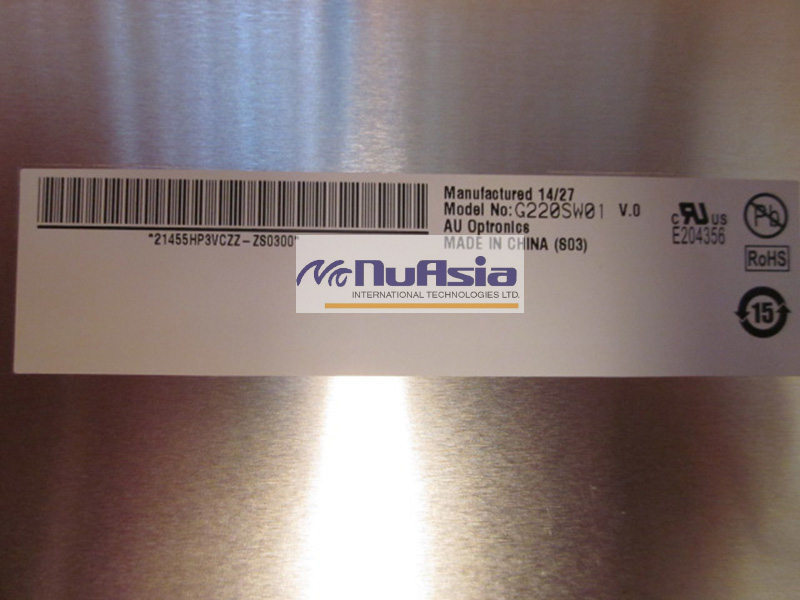 Manufactured 14/27
Model No:G220SW01 V.0
AU Optronics
MADE IN CHINA (S03)
*21455HP3VCZZ-ZS0300*
c RU US
E204356
Pb
RoHS
15
NuAsia
INTERNATIONAL TECHNOLOGIES LTD.